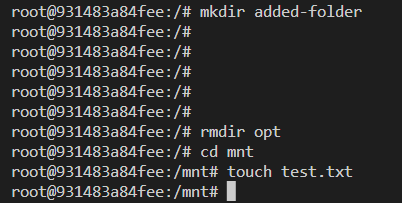 root@931483a84fee:/# mkdir added-folder
root@931483a84fee:/#
root@931483a84fee:/#
root@931483a84fee:/#
root@931483a84fee:/#
root@931483a84fee:/#
root@931483a84fee:/# rmdir opt
root@931483a84fee:/# cd mnt
root@931483a84fee:/mnt# touch test.txt
root@931483a84fee:/mnt#